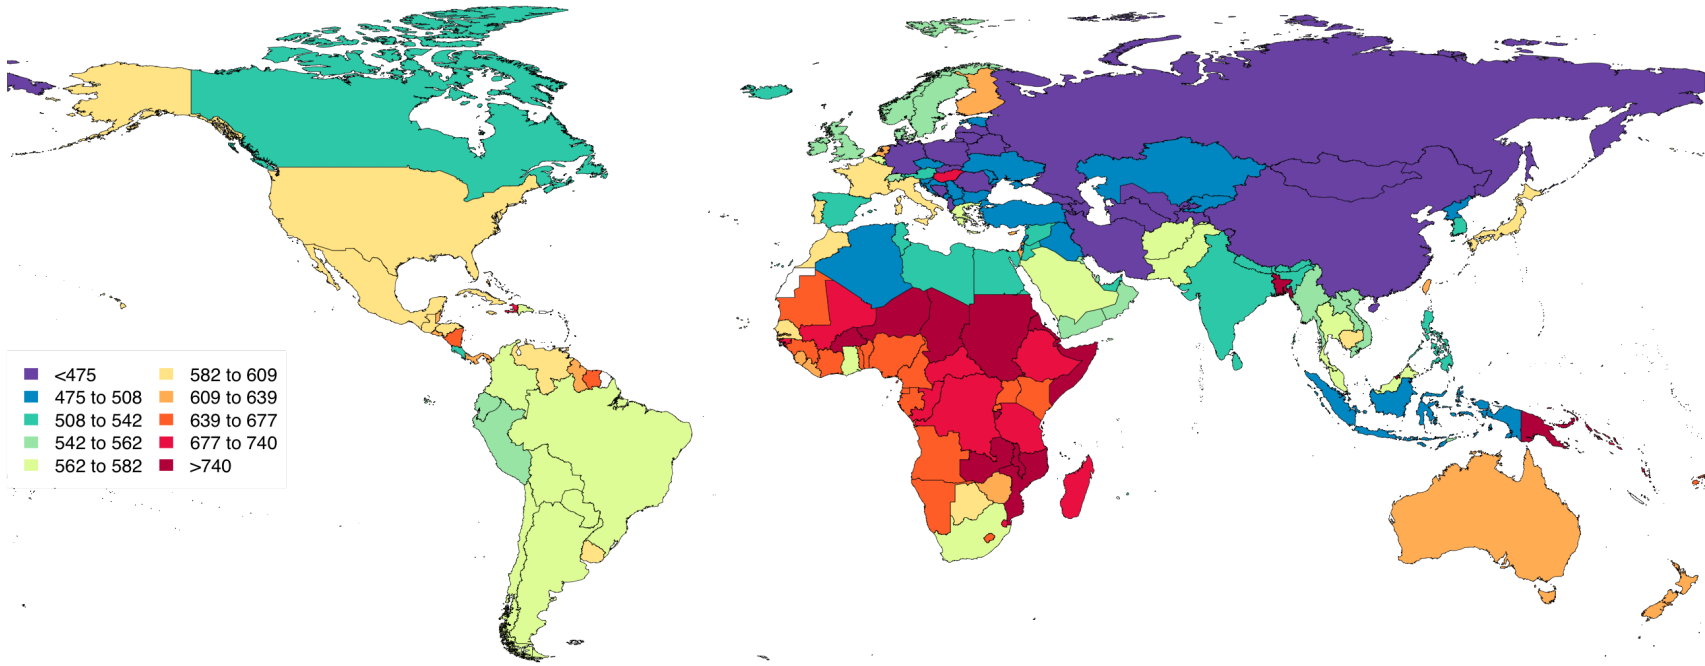 <475
475 to 508
508 to 542
542 to 562
562 to 582
582 to 609
609 to 639
639 to 677
677 to 740
>740